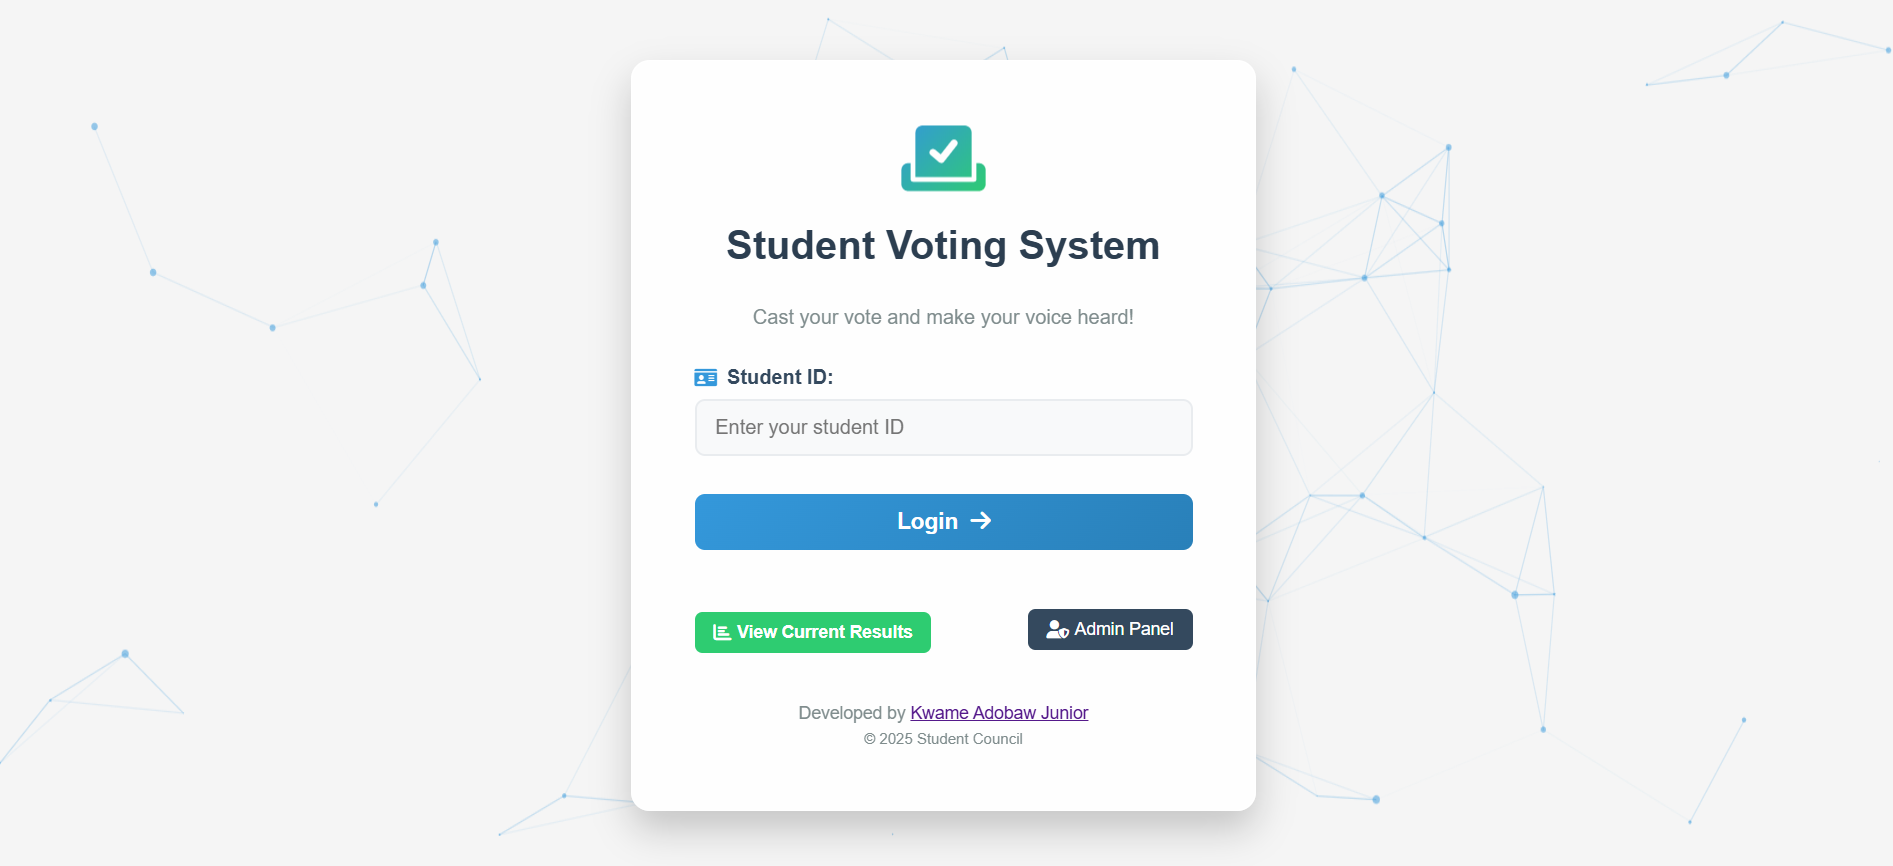 Student Voting System
Cast your vote and make your voice heard!
Student ID:
Enter your student ID
Login
View Current Results
Admin Panel
Developed by Kwame Adobaw Junior
© 2025 Student Council